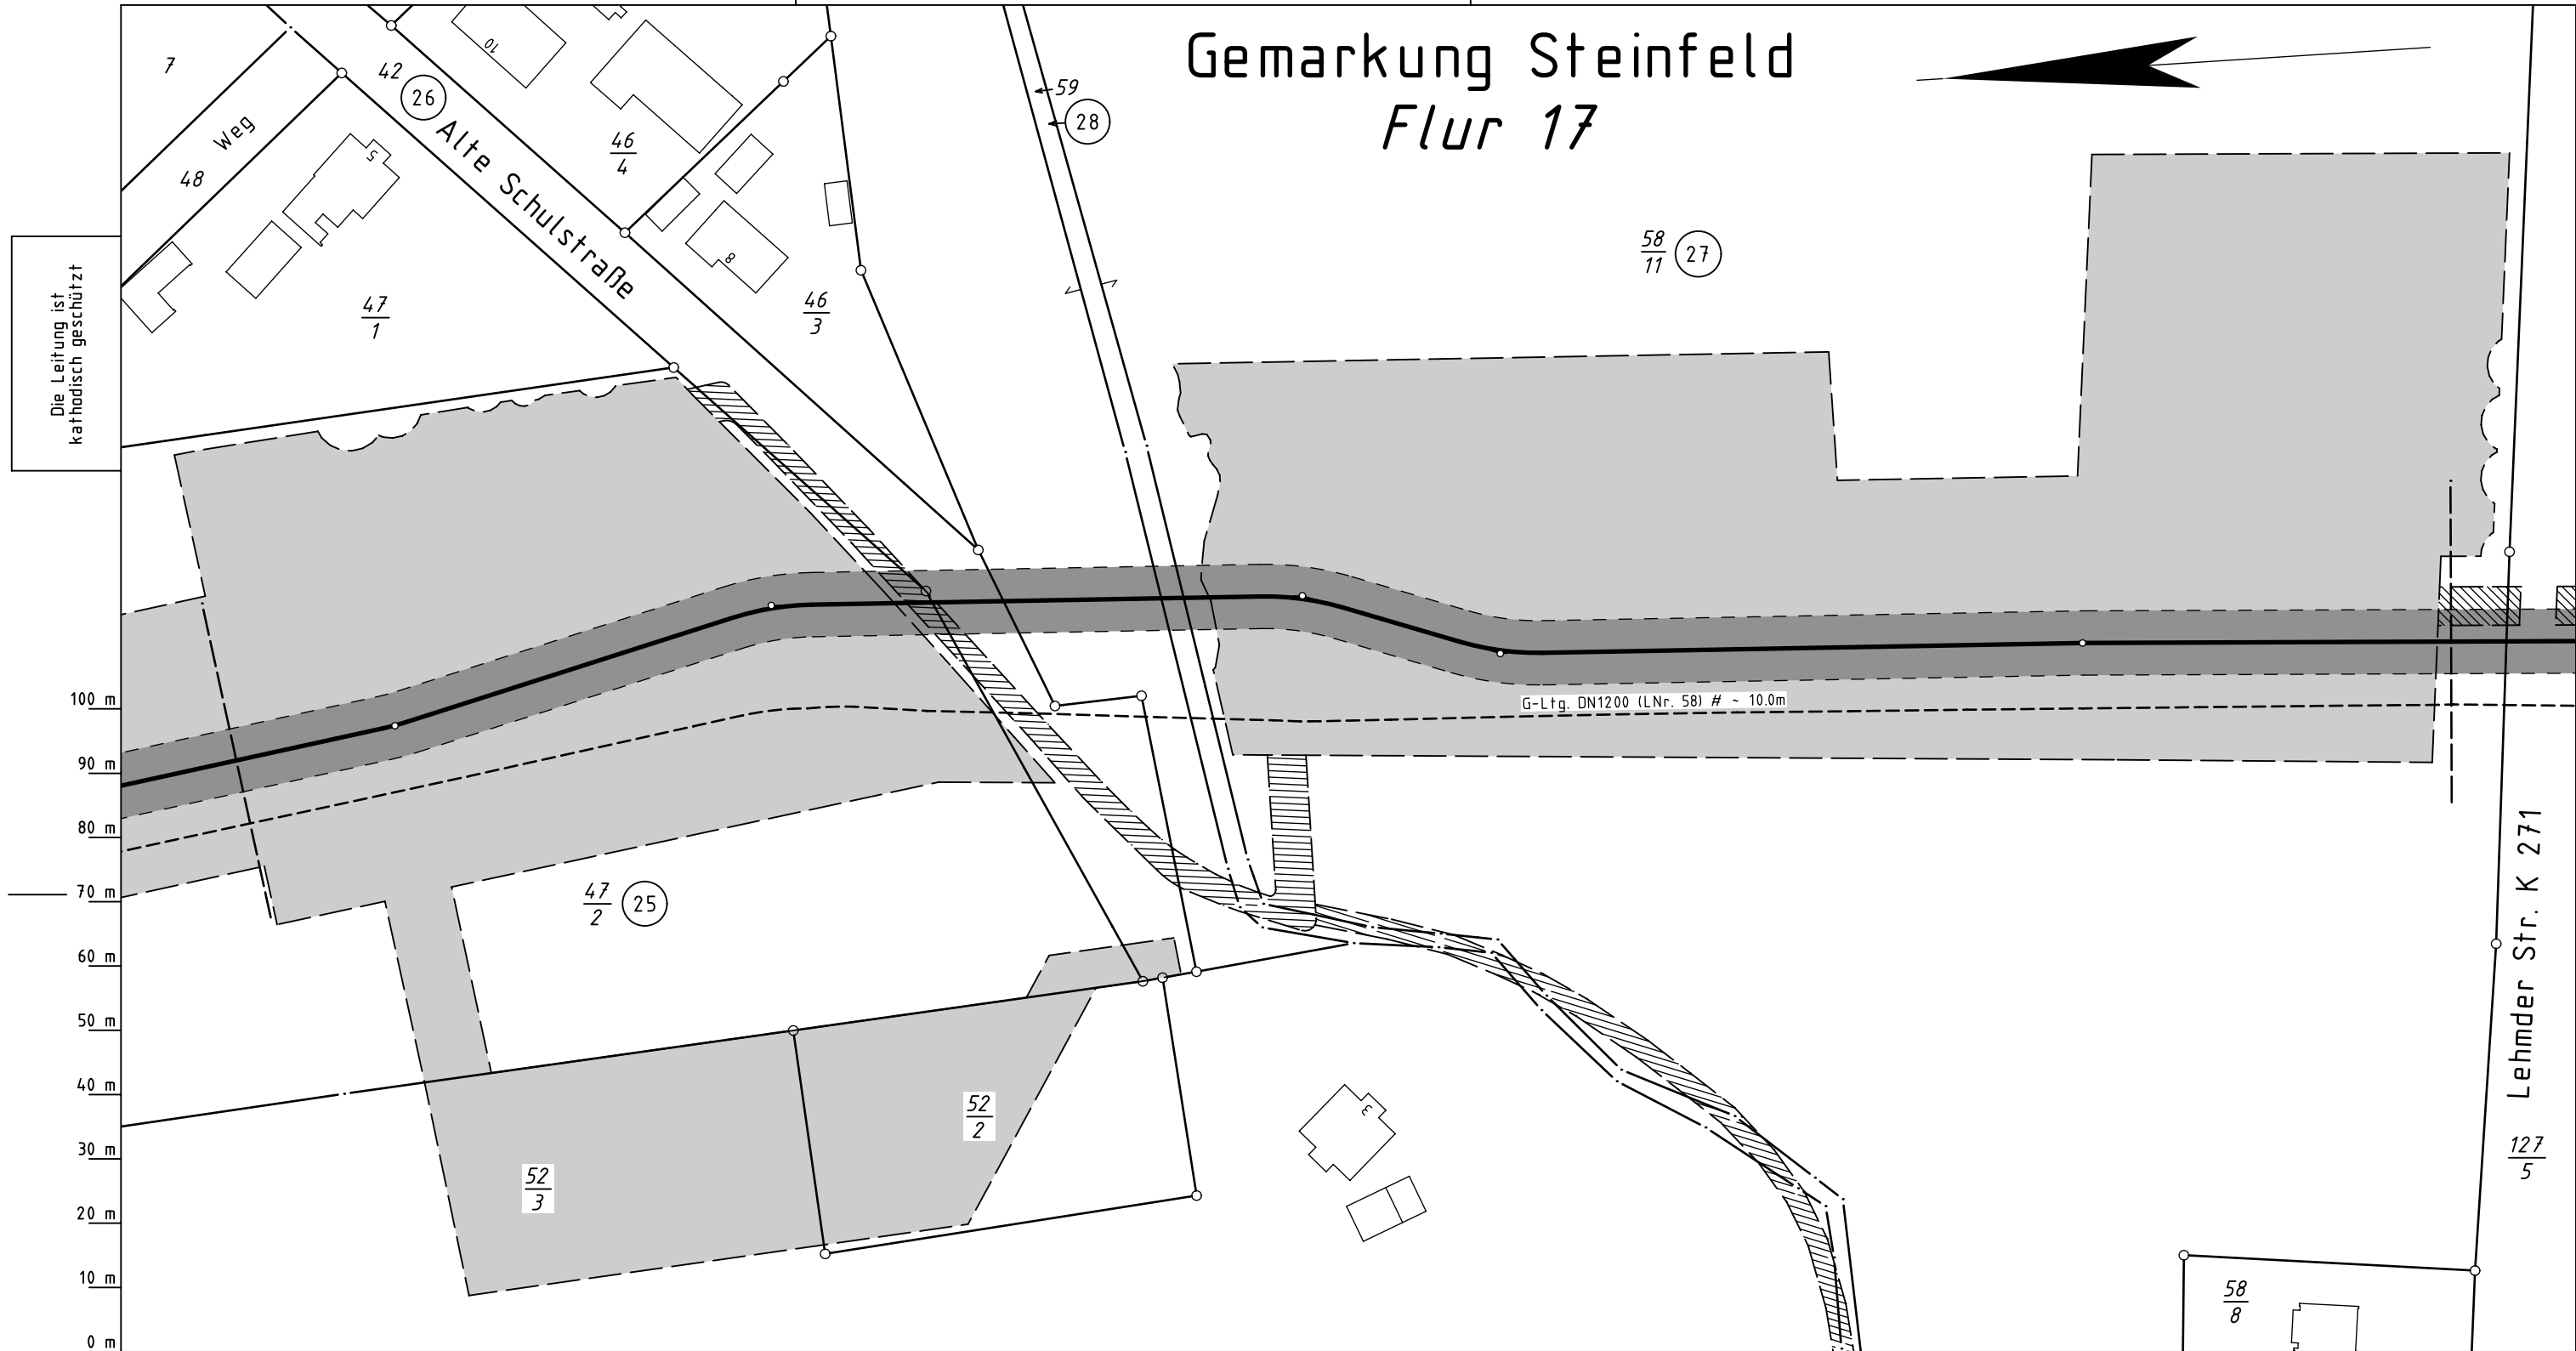 Gemarkung Steinfeld
Flur 17
7
42
26
10
Weg
48
5
Alte Schulstraße
46
4
8
59
28
46
3
47
1
58
11
27
Die Leitung ist
kathodisch geschützt
G-Ltg. DN1200 (LNr. 58) # ~ 10.0m
100 m
90 m
80 m
70 m
60 m
50 m
40 m
30 m
20 m
10 m
0 m
47
2
25
52
2
52
3
3
Lehmder Str. K 271
127
5
58
8